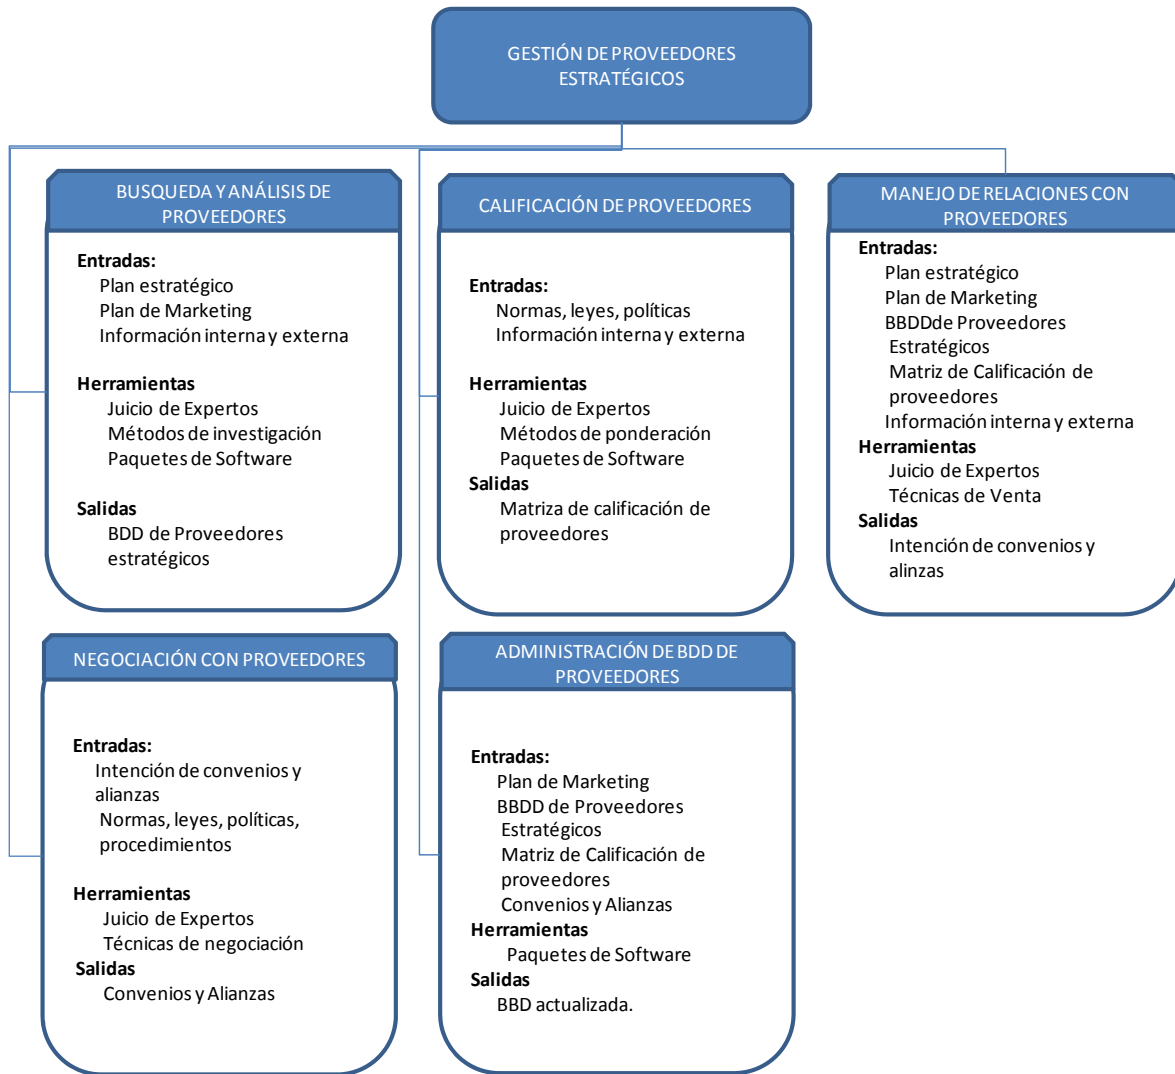 GESTIÓN DE PROVEEDORES
ESTRATÉGICOS
BUSQUEDA Y ANÁLISIS DE
PROVEEDORES
Entradas:
Plan estratégico
Plan de Marketing
Información interna y externa
Herramientas
Juicio de Expertos
Métodos de investigación
Paquetes de Software
Salidas
BDD de Proveedores
estratégicos
CALIFICACIÓN DE PROVEEDORES
Entradas:
Normas, leyes, políticas
Información interna y externa
Herramientas
Juicio de Expertos
Métodos de ponderación
Paquetes de Software
Salidas
Matriza de calificación de
proveedores
MANEJO DE RELACIONES CON
PROVEEDORES
Entradas:
Plan estratégico
Plan de Marketing
BBDDde Proveedores
Estratégicos
Matriz de Calificación de
proveedores
Información interna y externa
Herramientas
Juicio de Expertos
Técnicas de Venta
Salidas
Intención de convenios y
alinzas
NEGOCIACIÓN CON PROVEEDORES
Entradas:
Intención de convenios y
alianzas
Normas, leyes, políticas,
procedimientos
Herramientas
Juicio de Expertos
Técnicas de negociación
Salidas
Convenios y Alianzas
ADMINISTRACIÓN DE BDD DE
PROVEEDORES
Entradas:
Plan de Marketing
BBDD de Proveedores
Estratégicos
Matriz de Calificación de
proveedores
Convenios y Alianzas
Herramientas
Paquetes de Software
Salidas
BBD actualizada.